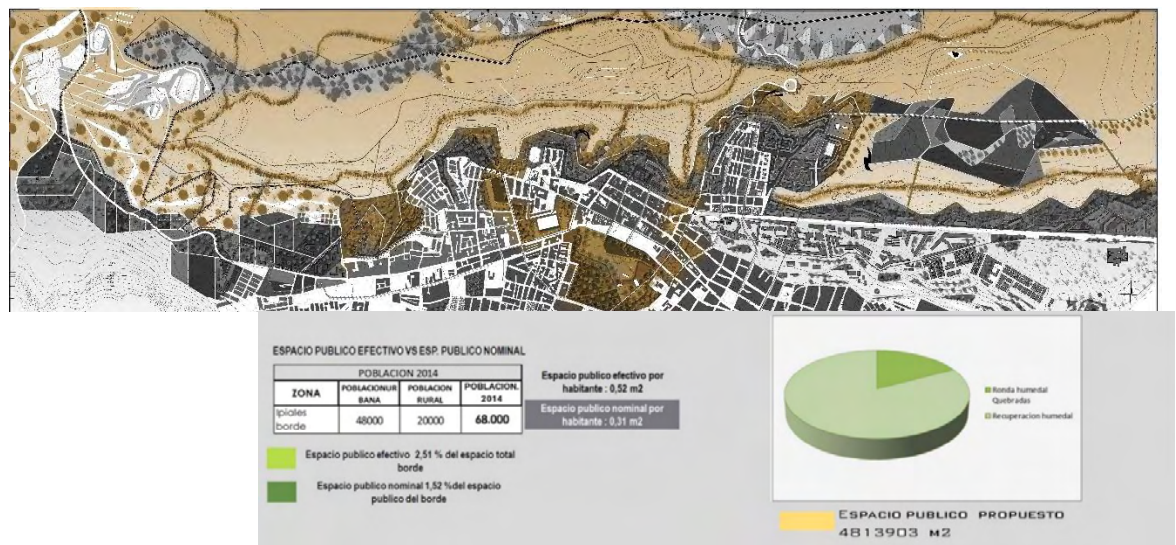 ESPACIO PUBLICO EFECTIVO VS ESP. PUBLICO NOMINAL
POBLACION 2014
ZONA
POBLACIONUR
BANA
POBLACION
RURAL
POBLACION.
2014
Ipiales
borde
48000
20000
68.000
Espacio publico efectivo por
habitante : 0,52 m2
Espacio publico nominal por
habitante : 0,31 m2
Espacio publico efectivo 2,51 % del espacio total
borde
Espacio publico nominal 1,52 %del espacio
publico del borde
Ronda humedal
Quebradas
Recuperacion humedal
ESPACIO PUBLICO PROPUESTO
4813903 M2